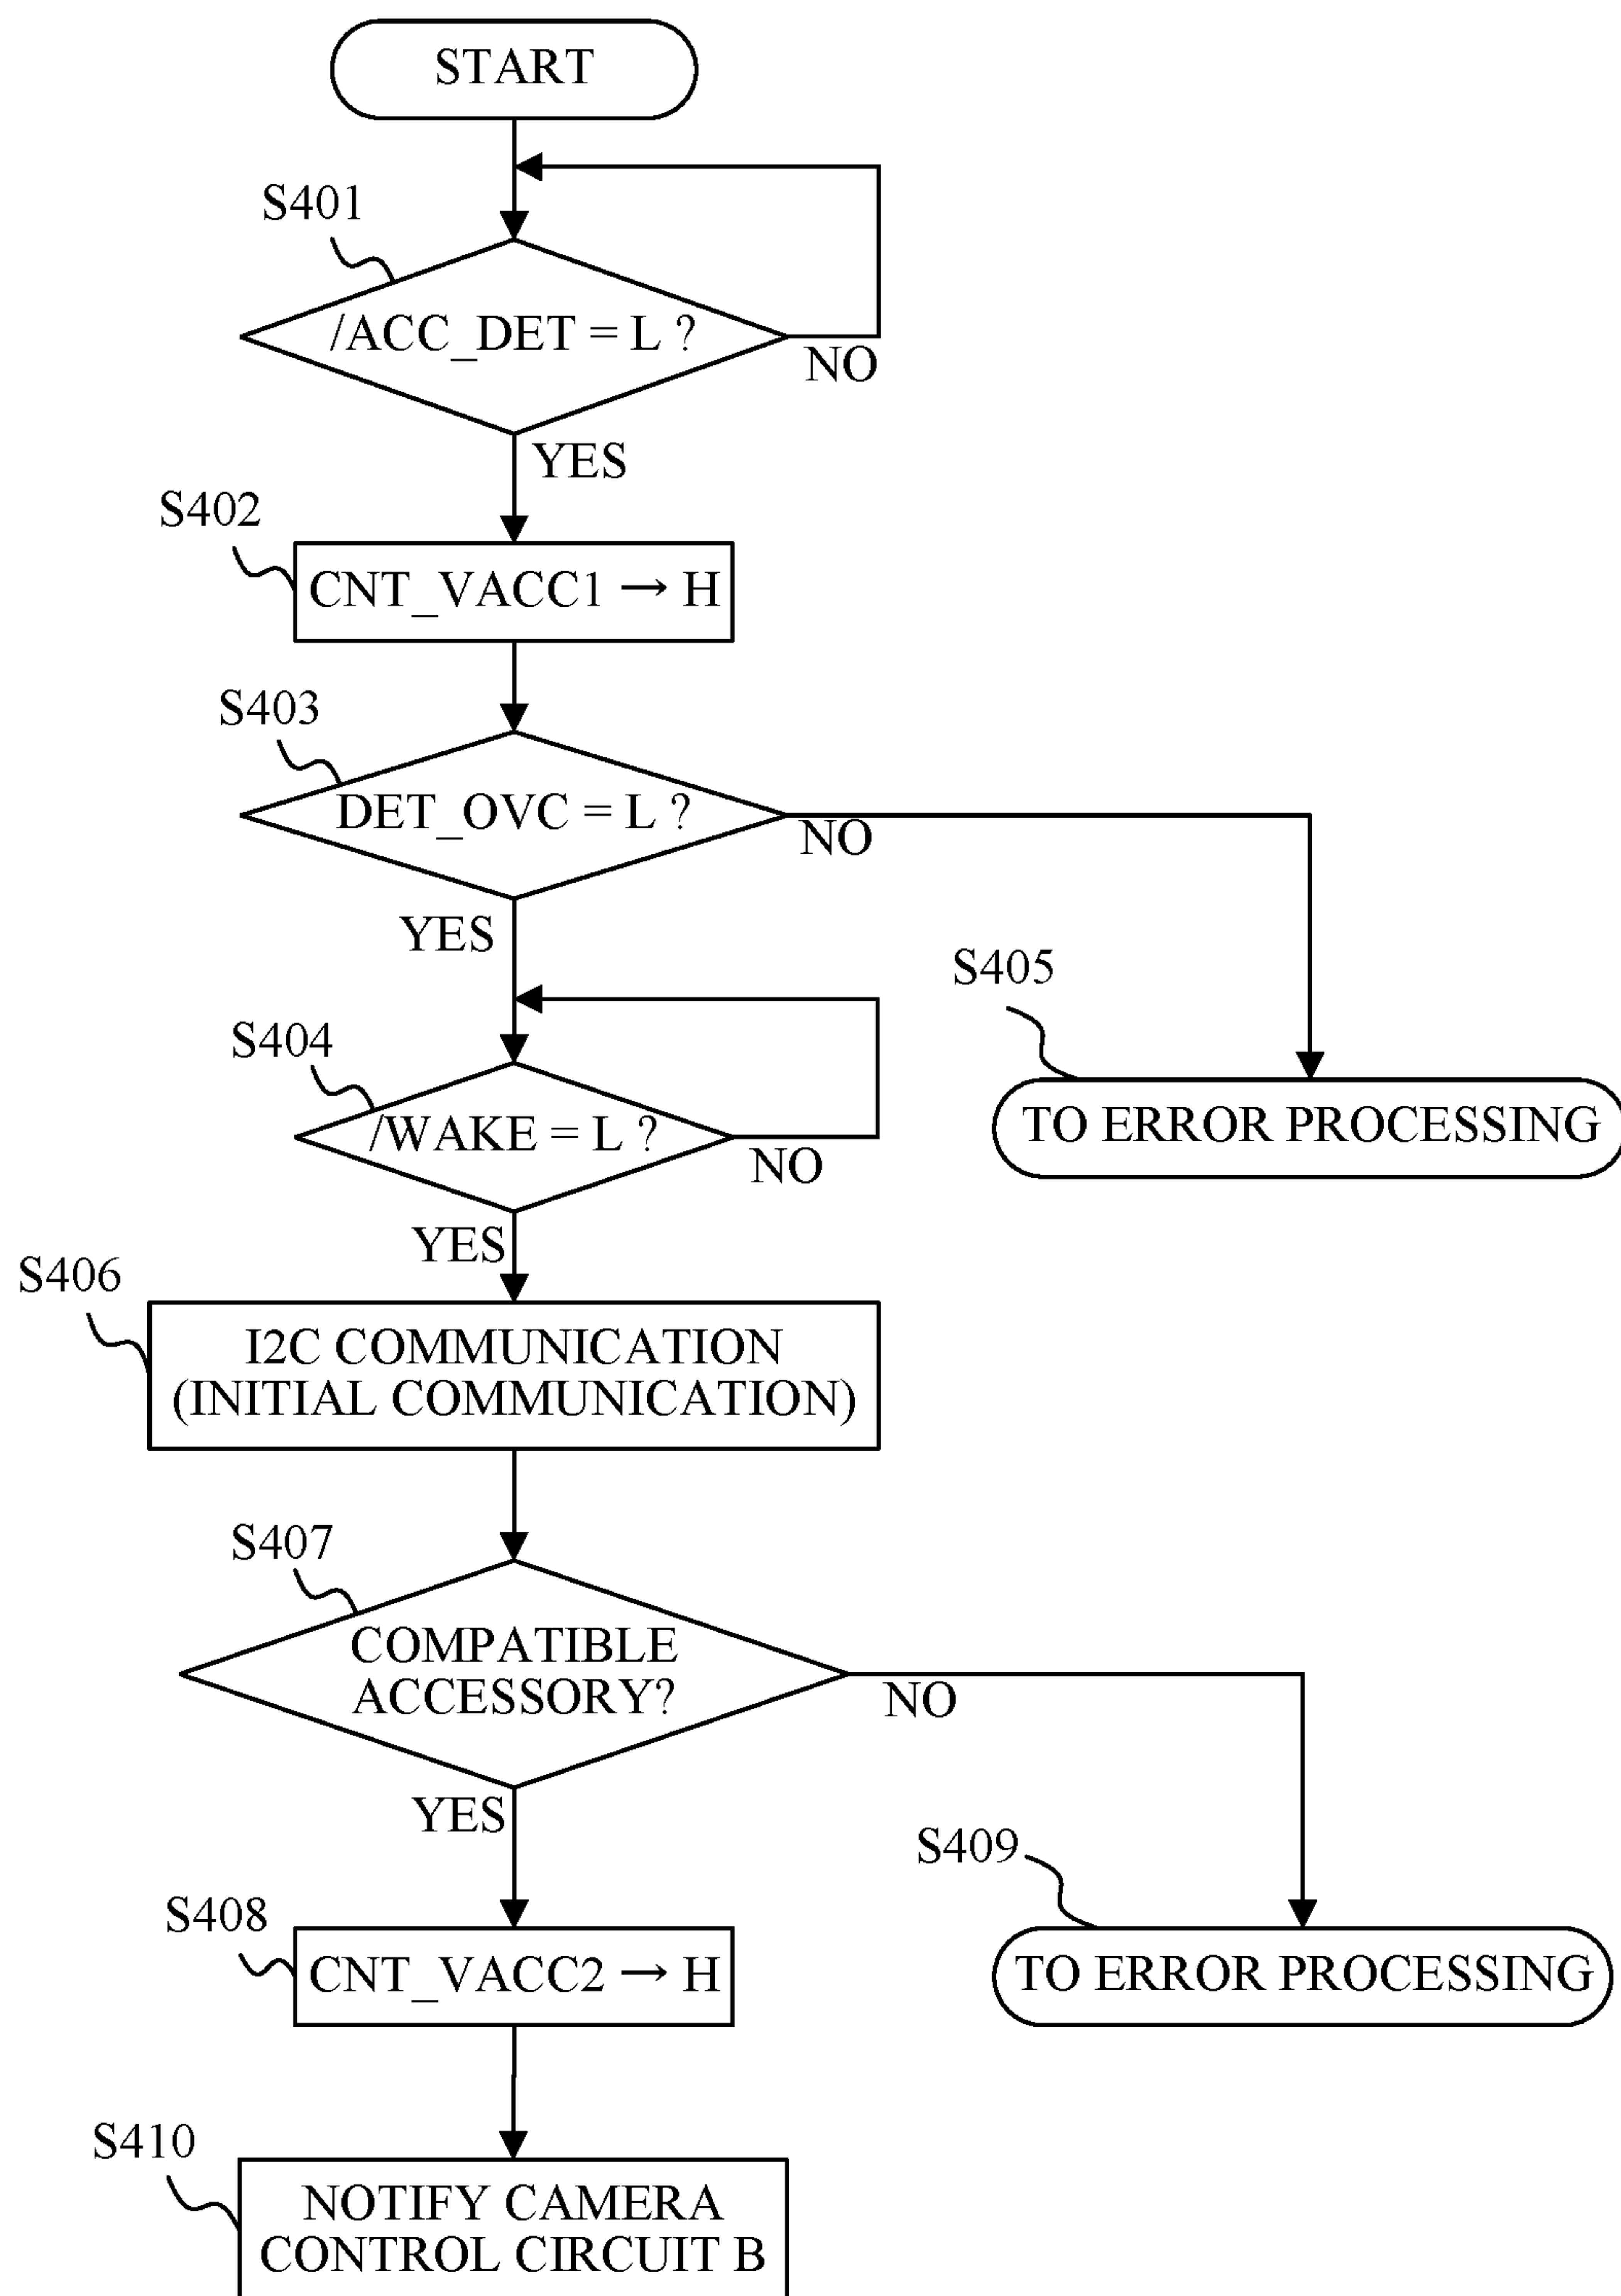 START
S401
/ACC_DET = L ?
NO
YES
S402
CNT_VACC1 → H
S403
DET_OVC = L ?
NO
YES
S405
S404
TO ERROR PROCESSING
/WAKE = L ?
NO
YES
S406
I2C COMMUNICATION
(INITIAL COMMUNICATION)
S407
COMPATIBLE
ACCESSORY?
NO
YES
S409
S408
CNT_VACC2 → H
TO ERROR PROCESSING
S410
NOTIFY CAMERA
CONTROL CIRCUIT B